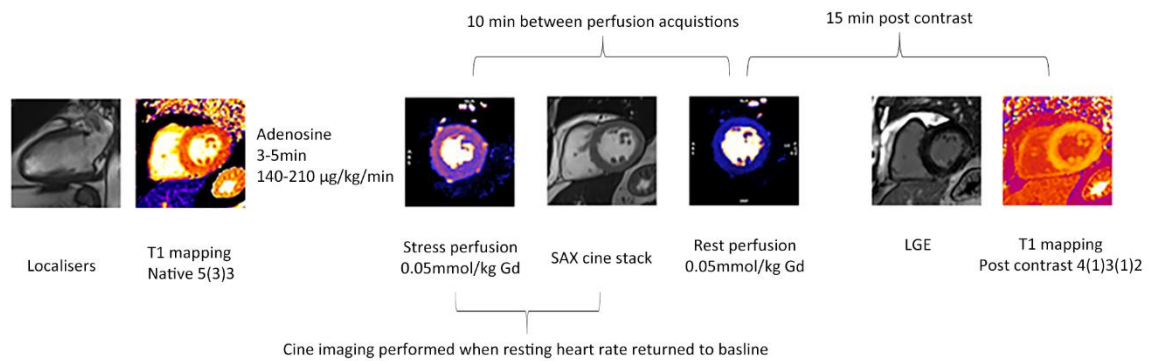 10 min between perfusion acquistions
15 min post contrast
Adenosine
3-5min
140-210 µg/kg/min
Localisers
T1 mapping
Native 5(3)3
Stress perfusion
0.05mmol/kg Gd
SAX cine stack
Rest perfusion
0.05mmol/kg Gd
LGE
T1 mapping
Post contrast 4(1)3(1)2
Cine imaging performed when resting heart rate returned to basline